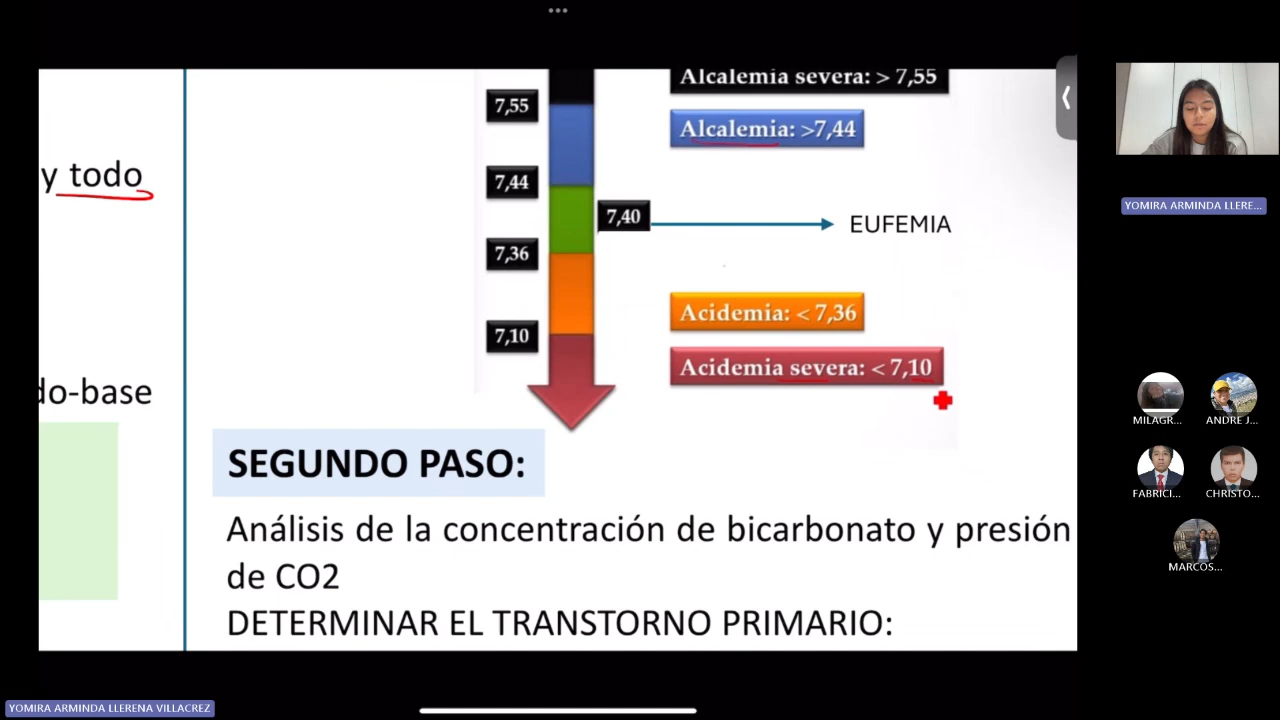 y todo
do-base
Alcalemia severa: > 7,55
7,55
Alcalemia: >7,44
7,44
7,40
EUFEMIA
7,36
Acidemia: < 7,36
7,10
Acidemia severa: < 7,10
SEGUNDO PASO:
Análisis de la concentración de bicarbonato y presión
de CO2
DETERMINAR EL TRANSTORNO PRIMARIO:
YOMIRA ARMINDA LLERE...
MILAGR...
ANDRE J...
FABRICI...
CHRISTO...
MARCOS...
YOMIRA ARMINDA LLERENA VILLACREZ